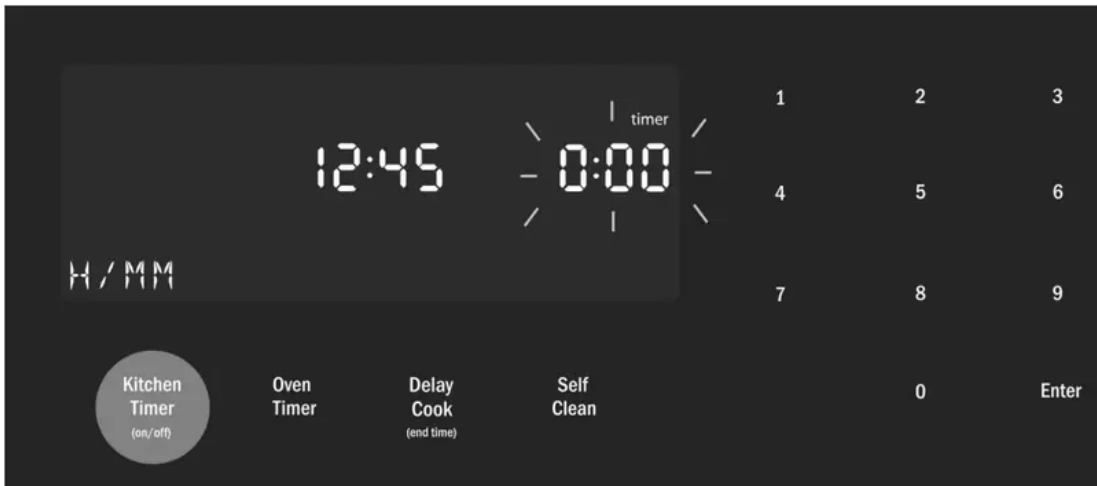 timer
12:45 0:00
H/MM
Kitchen Timer (on/off)
Oven Timer
Delay Cook (end time)
Self Clean
1 2 3
4 5 6
7 8 9
0 Enter